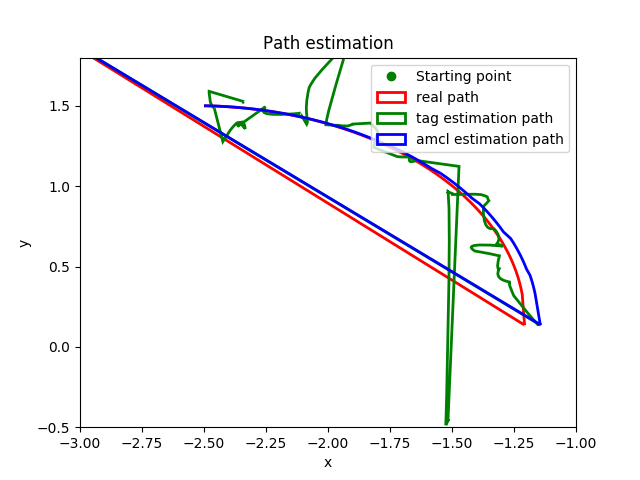 Path estimation
Starting point
real path
tag estimation path
amcl estimation path
y
1.5
1.0
0.5
0.0
−0.5
−3.00 −2.75 −2.50 −2.25 −2.00 −1.75 −1.50 −1.25 −1.00
x